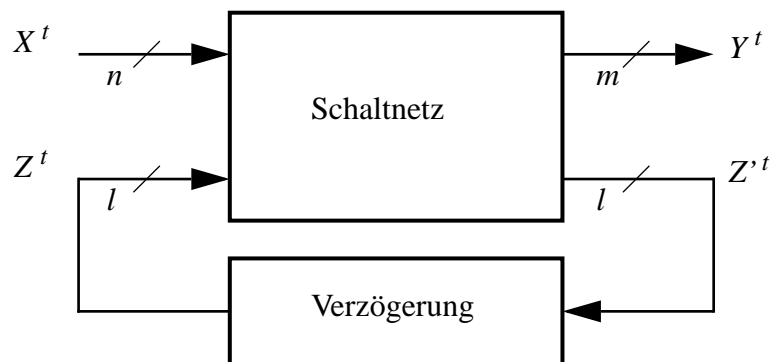 X t
n
Schaltnetz
m
Y t
Z t
l
l
Z’ t
Verzögerung